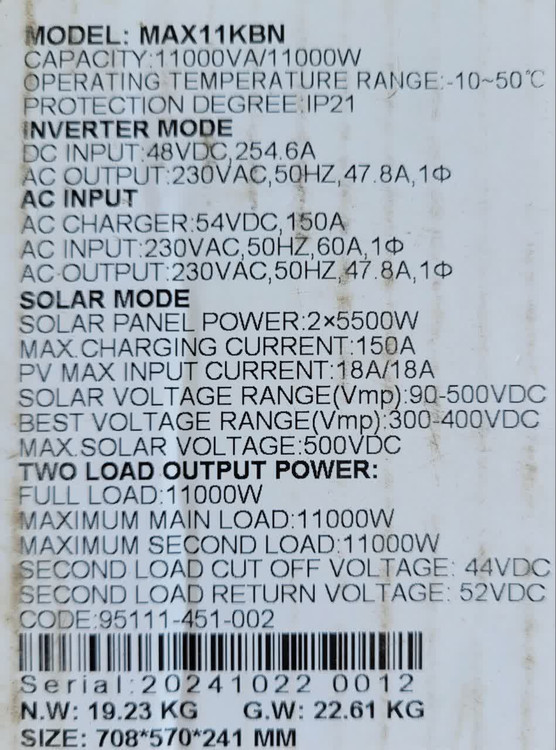 MODEL: MAX11KBN
CAPACITY:11000VA/11000W
OPERATING TEMPERATURE RANGE:-10~50℃
PROTECTION DEGREE:IP21
INVERTER MODE
DC INPUT:48VDC,254.6A
AC OUTPUT:230VAC,50HZ,47.8A,1Φ
AC INPUT
AC CHARGER:54VDC,150A
AC INPUT:230VAC,50HZ,60A,1Φ
AC OUTPUT:230VAC,50HZ,47.8A,1Φ
SOLAR MODE
SOLAR PANEL POWER:2×5500W
MAX.CHARGING CURRENT:150A
PV MAX INPUT CURRENT:18A/18A
SOLAR VOLTAGE RANGE(Vmp):90-500VDC
BEST VOLTAGE RANGE(Vmp):300-400VDC
MAX.SOLAR VOLTAGE:500VDC
TWO LOAD OUTPUT POWER:
FULL LOAD:11000W
MAXIMUM MAIN LOAD:11000W
MAXIMUM SECOND LOAD:11000W
SECOND LOAD CUT OFF VOLTAGE: 44VDC
SECOND LOAD RETURN VOLTAGE: 52VDC
CODE:95111-451-002
Serial:20241022 0012
N.W: 19.23 KG G.W: 22.61 KG
SIZE: 708*570*241 MM